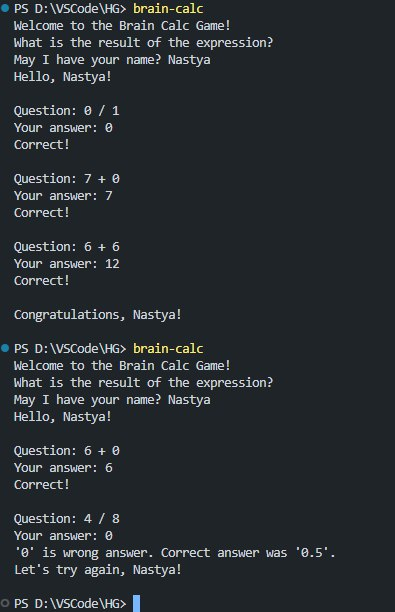 PS D:\VSCode\HG> brain-calc
Welcome to the Brain Calc Game!
What is the result of the expression?
May I have your name? Nastya
Hello, Nastya!
Question: 0 / 1
Your answer: 0
Correct!
Question: 7 + 0
Your answer: 7
Correct!
Question: 6 + 6
Your answer: 12
Correct!
Congratulations, Nastya!
PS D:\VSCode\HG> brain-calc
Welcome to the Brain Calc Game!
What is the result of the expression?
May I have your name? Nastya
Hello, Nastya!
Question: 6 + 0
Your answer: 6
Correct!
Question: 4 / 8
Your answer: 0
'0' is wrong answer. Correct answer was '0.5'.
Let's try again, Nastya!
PS D:\VSCode\HG>